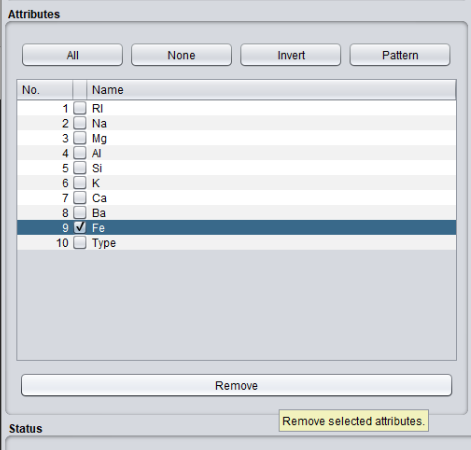 Attributes
All None Invert Pattern
No. Name
1 RI
2 Na
3 Mg
4 Al
5 Si
6 K
7 Ca
8 Ba
9 Fe
10 Type
Remove
Remove selected attributes.
Status